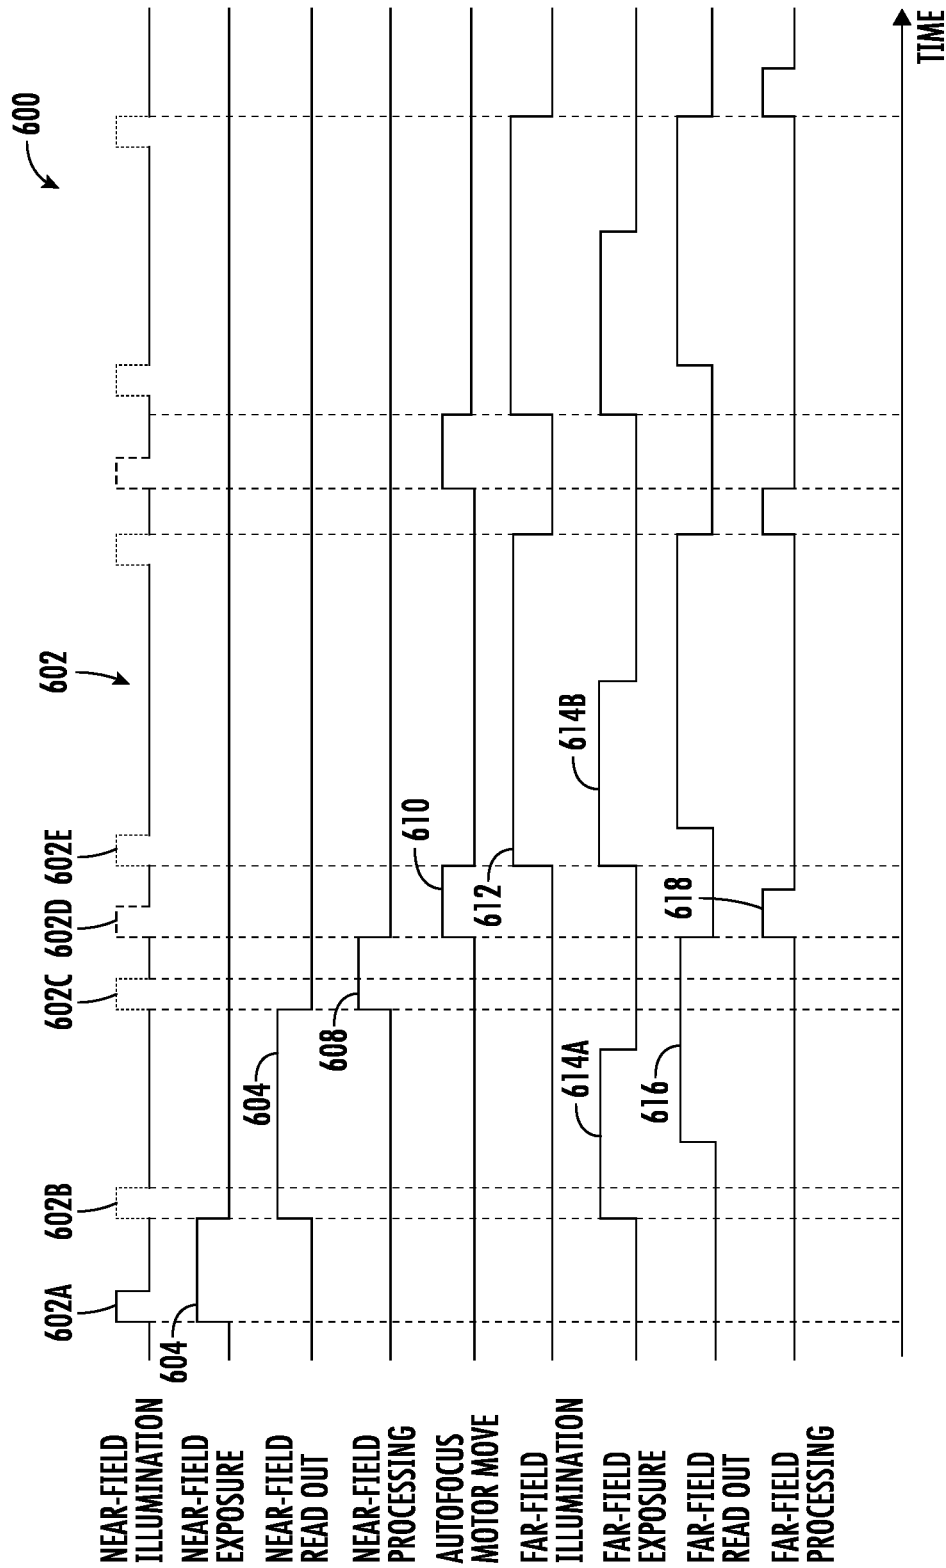 600
602
602A
602B
602C
602D
602E
NEAR-FIELD
ILLUMINATION
NEAR-FIELD
EXPOSURE
604
NEAR-FIELD
READ OUT
604
NEAR-FIELD
PROCESSING
608
AUTOFOCUS
MOTOR MOVE
610
FAR-FIELD
ILLUMINATION
612
FAR-FIELD
EXPOSURE
614A
614B
FAR-FIELD
READ OUT
616
FAR-FIELD
PROCESSING
618
TIME